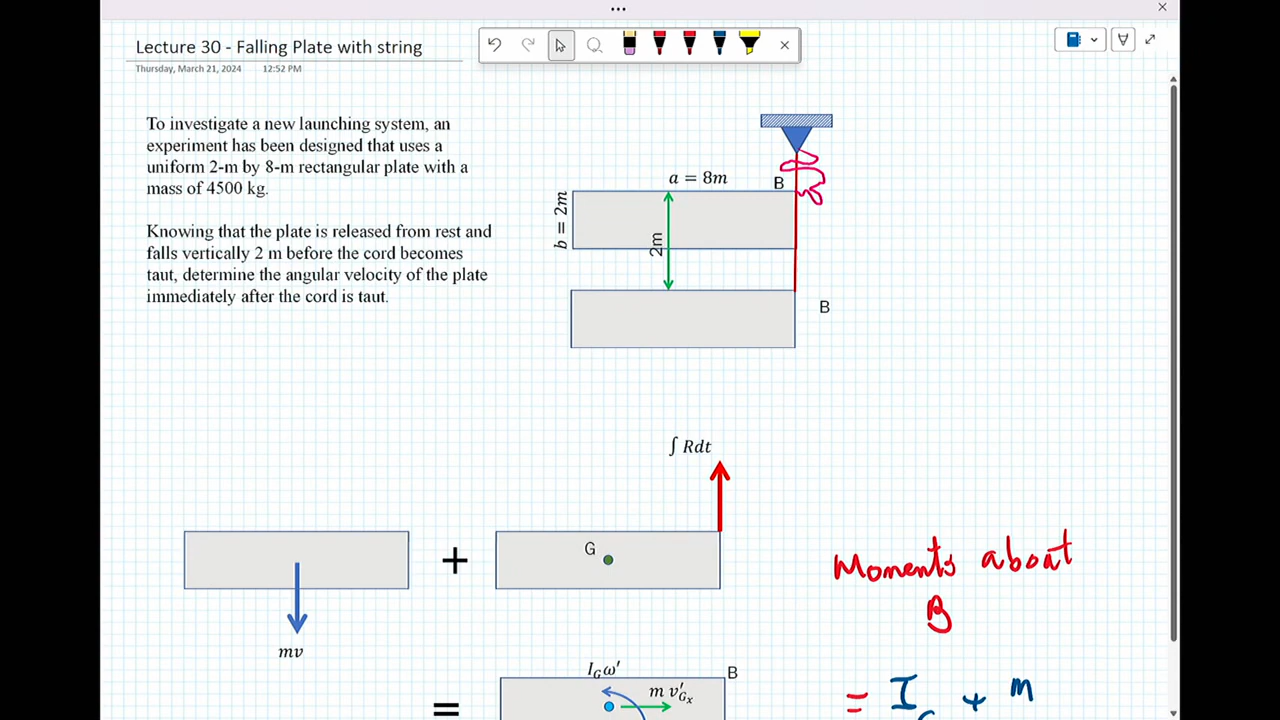 Lecture 30 - Falling Plate with string
Thursday, March 21, 2024 12:52 PM
To investigate a new launching system, an
experiment has been designed that uses a
uniform 2-m by 8-m rectangular plate with a
mass of 4500 kg.
Knowing that the plate is released from rest and
falls vertically 2 m before the cord becomes
taut, determine the angular velocity of the plate
immediately after the cord is taut.
a = 8m
B
b = 2m
2m
B
∫ Rdt
G
+
mv
Moments about
B
I_Gω′
B
m v′_{G_x}
=
= I + m